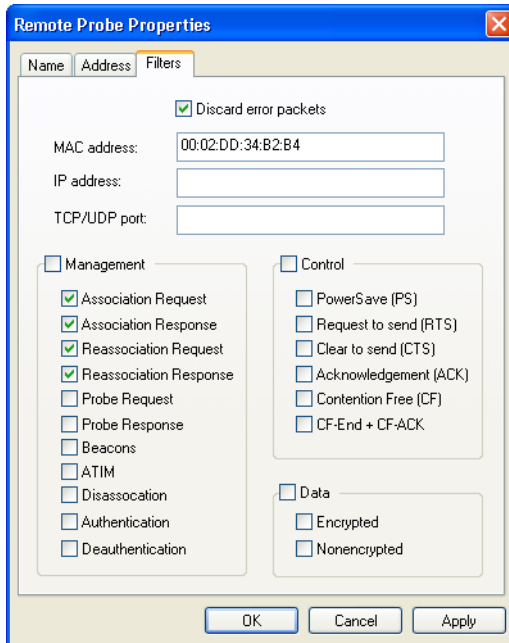 Remote Probe Properties
Name Address Filters
Discard error packets
MAC address: 00:02:DD:34:B2:B4
IP address:
TCP/UDP port:
Management
Association Request
Association Response
Reassociation Request
Reassociation Response
Probe Request
Probe Response
Beacons
ATIM
Disassocation
Authentication
Deauthentication
Control
PowerSave (PS)
Request to send (RTS)
Clear to send (CTS)
Acknowledgement (ACK)
Contention Free (CF)
CF-End + CF-ACK
Data
Encrypted
Nonencrypted
OK Cancel Apply